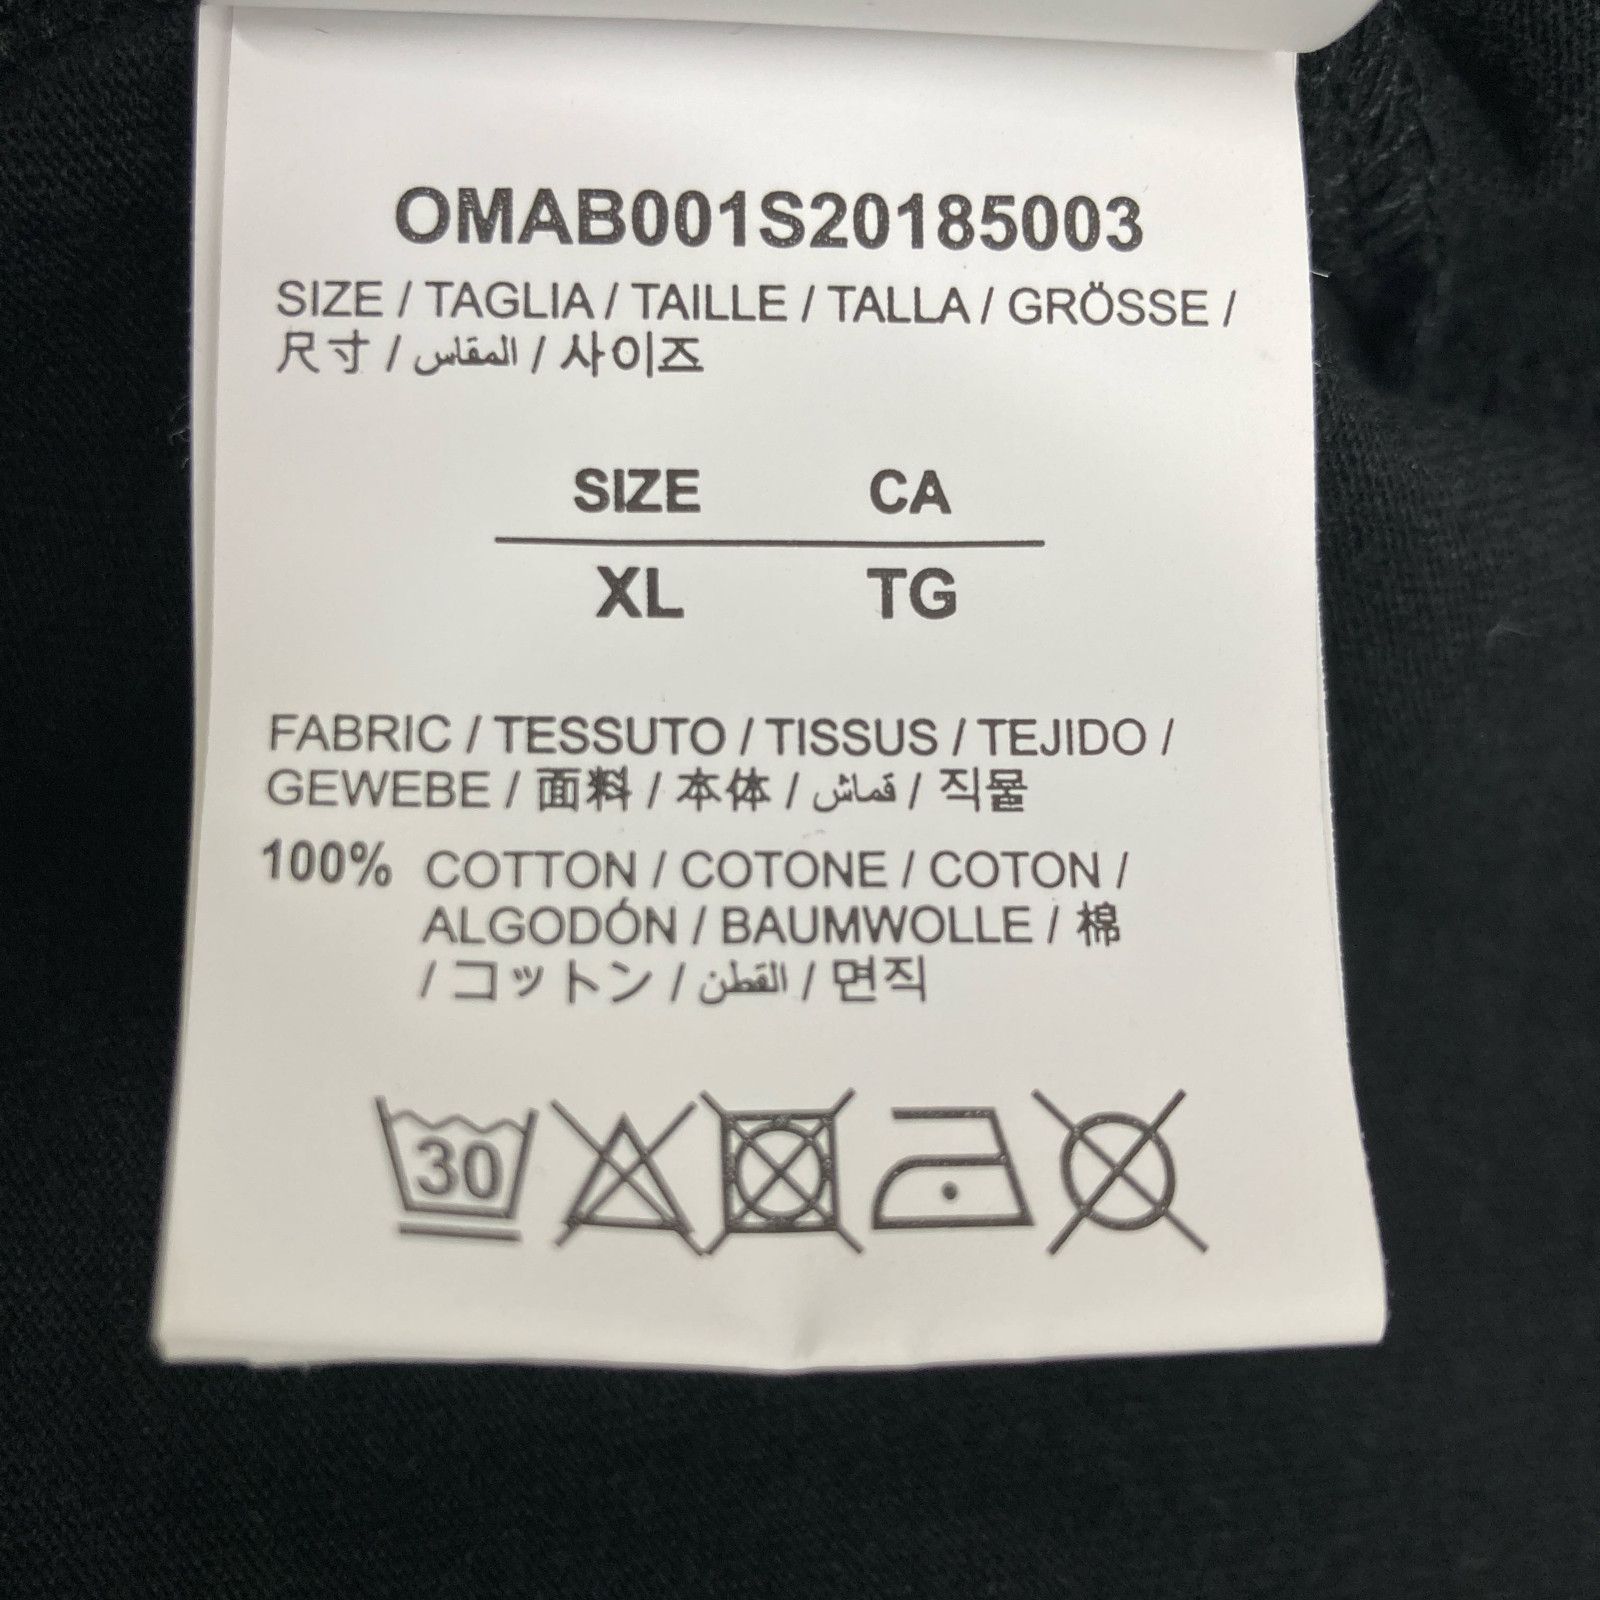 OMAB001S20185003
SIZE / TAGLIA / TAILLE / TALLA / GRÖSSE /
尺寸 / المقاس / 사이즈
SIZE CA
XL TG
FABRIC / TESSUTO / TISSUS / TEJIDO /
GEWEBE / 面料 / 本体 / قماش / 직물
100% COTTON / COTONE / COTON /
ALGODÓN / BAUMWOLLE / 棉
/ コットン / القطن / 면직
30